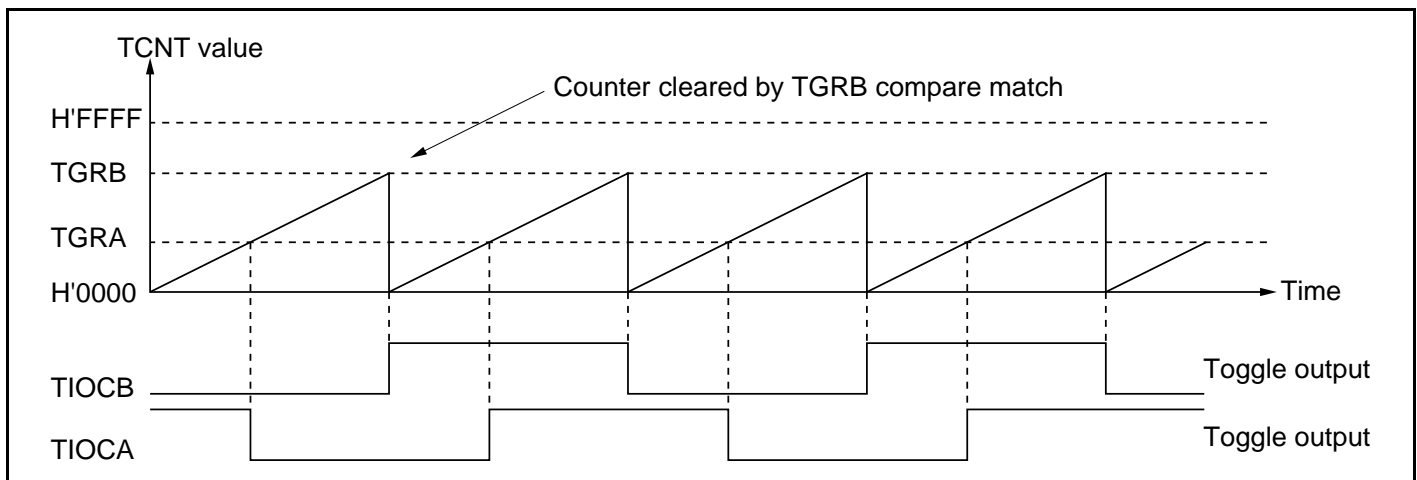 TCNT value
Counter cleared by TGRB compare match
H'FFFF
TGRB
TGRA
H'0000
Time
TIOCB
Toggle output
TIOCA
Toggle output